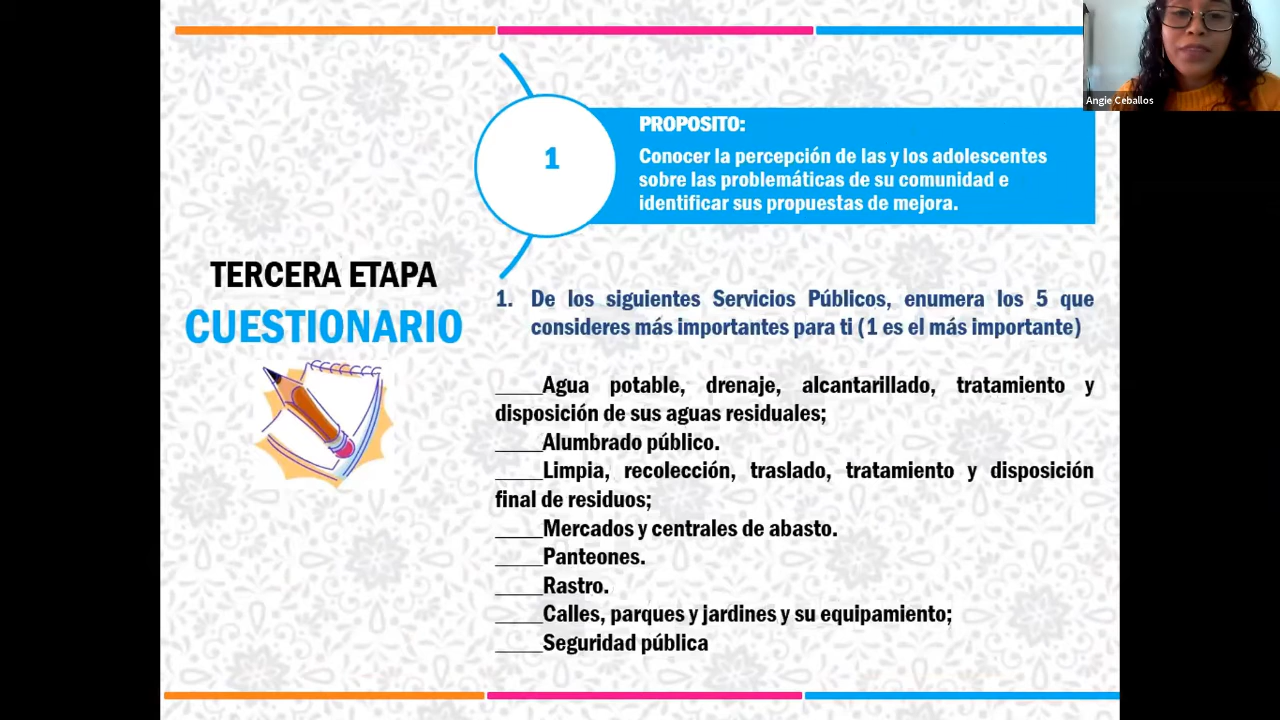 Angie Ceballos
1
PROPOSITO:
Conocer la percepción de las y los adolescentes
sobre las problemáticas de su comunidad e
identificar sus propuestas de mejora.
TERCERA ETAPA
CUESTIONARIO
1. De los siguientes Servicios Públicos, enumera los 5 que
consideres más importantes para ti (1 es el más importante)
_____Agua potable, drenaje, alcantarillado, tratamiento y
disposición de sus aguas residuales;
_____Alumbrado público.
_____Limpia, recolección, traslado, tratamiento y disposición
final de residuos;
_____Mercados y centrales de abasto.
_____Panteones.
_____Rastro.
_____Calles, parques y jardines y su equipamiento;
_____Seguridad pública